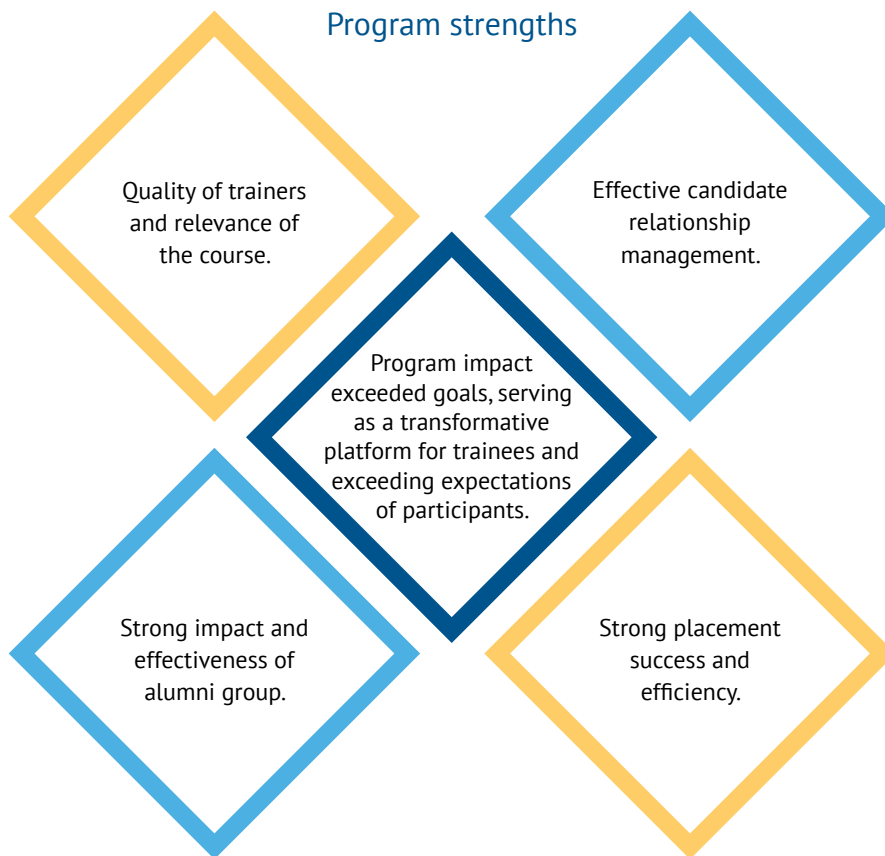 Program strengths
Quality of trainers
and relevance of
the course.
Effective candidate
relationship
management.
Program impact
exceeded goals, serving
as a transformative
platform for trainees and
exceeding expectations
of participants.
Strong impact and
effectiveness of
alumni group.
Strong placement
success and
efficiency.